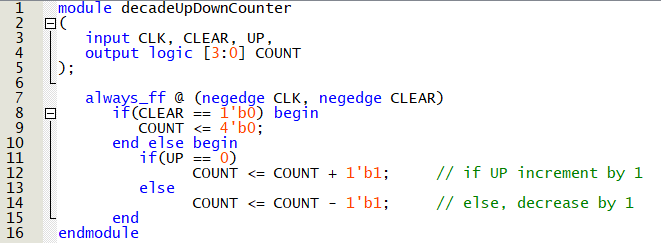 1 module decadeUpDownCounter
2 (
3 input CLK, CLEAR, UP,
4 output logic [3:0] COUNT
5 );
6
7 always_ff @ (negedge CLK, negedge CLEAR)
8 if(CLEAR == 1'b0) begin
9 COUNT <= 4'b0;
10 end else begin
11 if(UP == 0)
12 COUNT <= COUNT + 1'b1; // if UP increment by 1
13 else
14 COUNT <= COUNT - 1'b1; // else, decrease by 1
15 end
16 endmodule